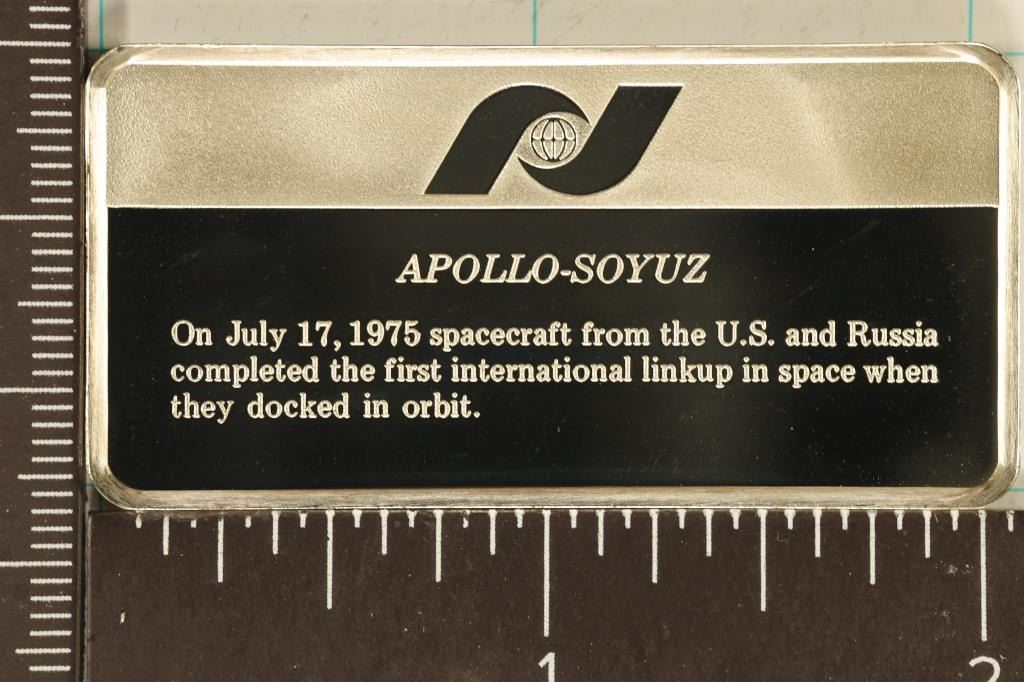 APOLLO-SOYUZ
On July 17, 1975 spacecraft from the U.S. and Russia
completed the first international linkup in space when
they docked in orbit.
1
2